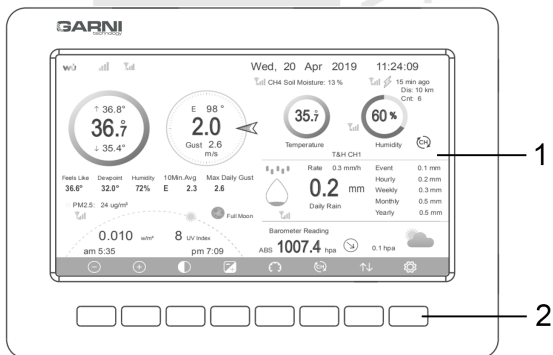 GARNI
technology
Wed, 20 Apr 2019 11:24:09
CH4 Soil Moisture: 13 %
15 min ago
Dis: 10 km
Cnt: 6
↑ 36.8°
36.7°
↓ 35.4°
E 98 °
2.0
Gust 2.6
m/s
35.7°
Temperature
60 %
Humidity
CH
T&H CH1
Feels Like Dewpoint Humidity 10Min.Avg Max Daily Gust
36.6° 32.0° 72% E 2.3 2.6
PM2.5: 24 ug/m³
Full Moon
0.010 w/m² 8 UV Index
am 5:35 pm 7:09
Rate 0.3 mm/h
0.2 mm
Daily Rain
Event 0.1 mm
Hourly 0.2 mm
Weekly 0.3 mm
Monthly 0.5 mm
Yearly 0.5 mm
Barometer Reading
ABS 1007.4 hpa 0.1 hpa
CH
1
2